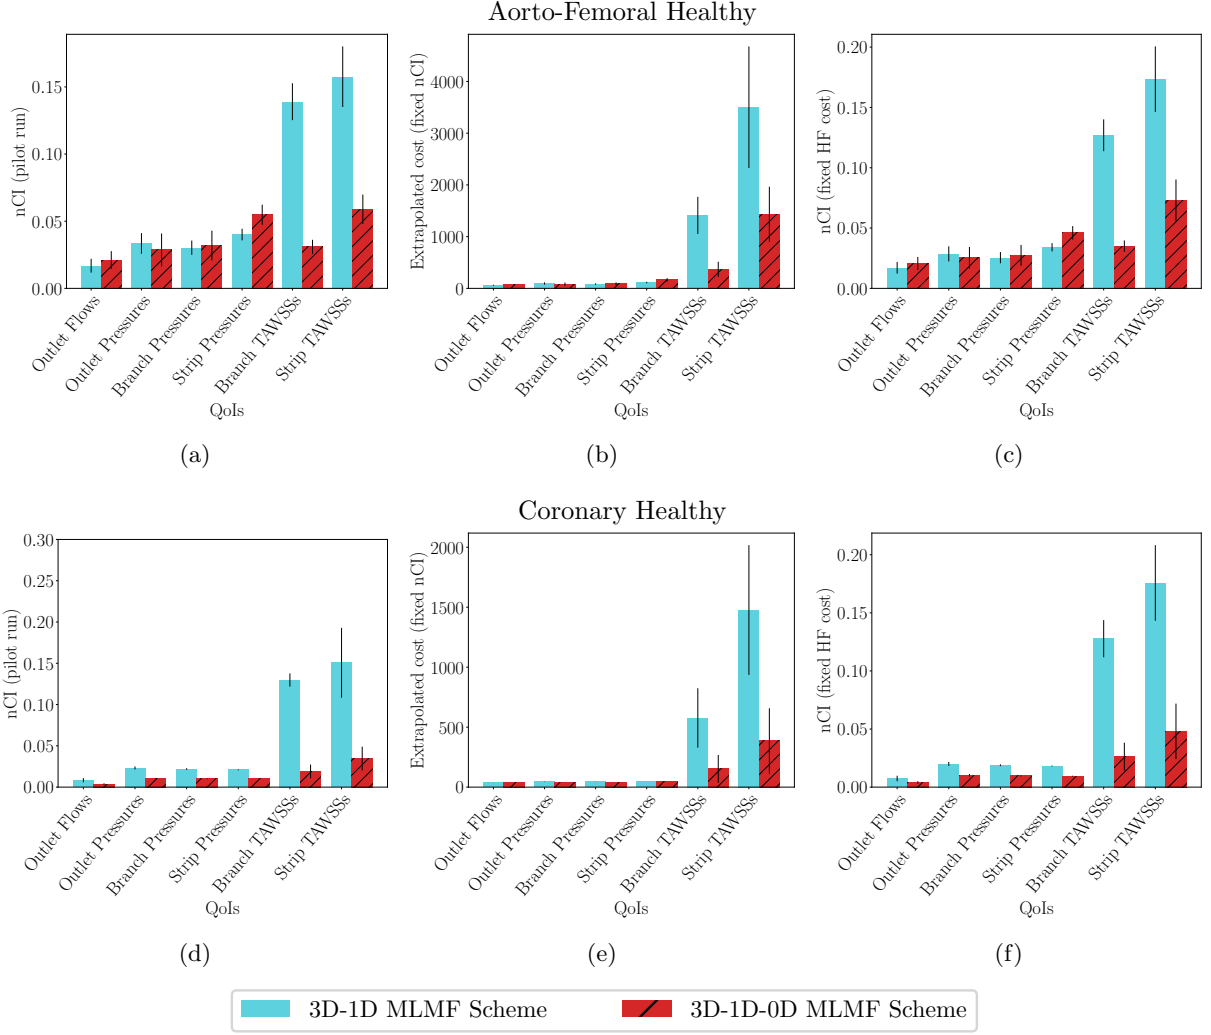 Aorto-Femoral Healthy
nCI (pilot run)
0.15
0.10
0.05
0.00
Outlet Flows
Outlet Pressures
Branch Pressures
Strip Pressures
Branch TAWSSs
Strip TAWSSs
QoIs
(a)
Extrapolated cost (fixed nCI)
4000
3000
2000
1000
0
Outlet Flows
Outlet Pressures
Branch Pressures
Strip Pressures
Branch TAWSSs
Strip TAWSSs
QoIs
(b)
nCI (fixed HF cost)
0.20
0.15
0.10
0.05
0.00
Outlet Flows
Outlet Pressures
Branch Pressures
Strip Pressures
Branch TAWSSs
Strip TAWSSs
QoIs
(c)
Coronary Healthy
nCI (pilot run)
0.30
0.25
0.20
0.15
0.10
0.05
0.00
Outlet Flows
Outlet Pressures
Branch Pressures
Strip Pressures
Branch TAWSSs
Strip TAWSSs
QoIs
(d)
Extrapolated cost (fixed nCI)
2000
1500
1000
500
0
Outlet Flows
Outlet Pressures
Branch Pressures
Strip Pressures
Branch TAWSSs
Strip TAWSSs
QoIs
(e)
nCI (fixed HF cost)
0.20
0.15
0.10
0.05
0.00
Outlet Flows
Outlet Pressures
Branch Pressures
Strip Pressures
Branch TAWSSs
Strip TAWSSs
QoIs
(f)
3D-1D MLMF Scheme
3D-1D-0D MLMF Scheme